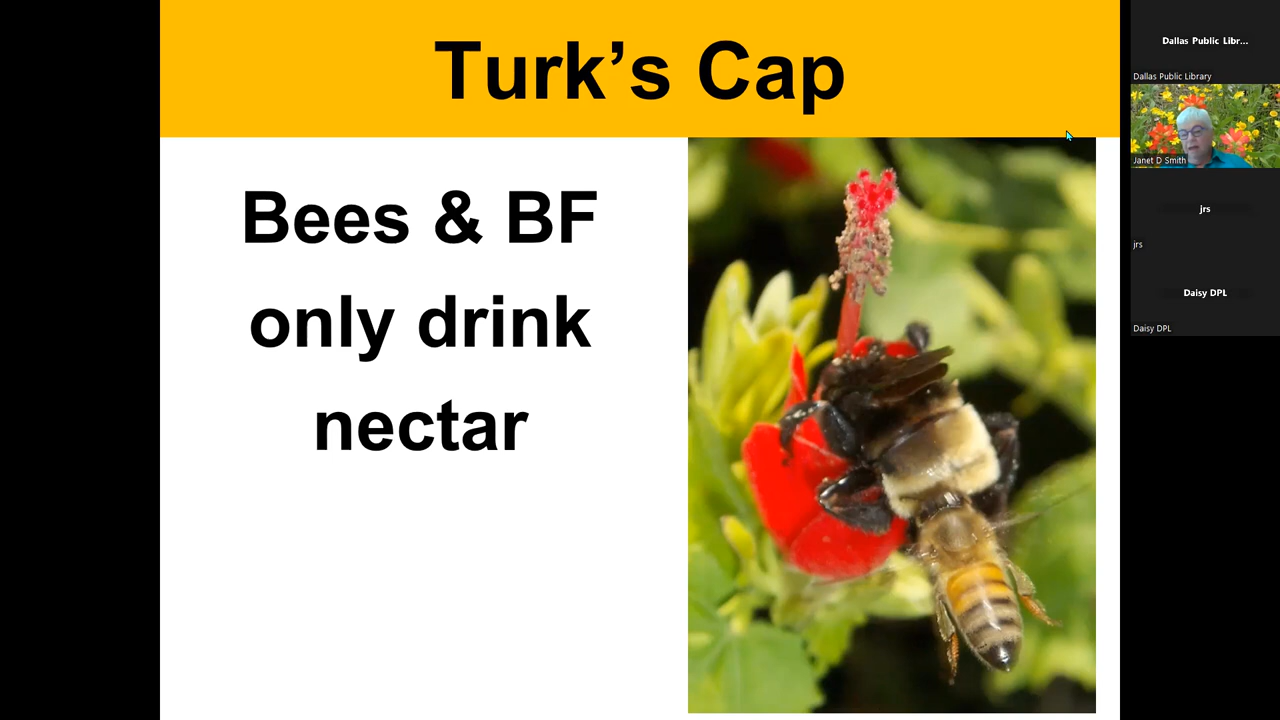 Turk’s Cap
Bees & BF
only drink
nectar
Dallas Public Libr...
Dallas Public Library
Janet D Smith
jrs
jrs
Daisy DPL
Daisy DPL